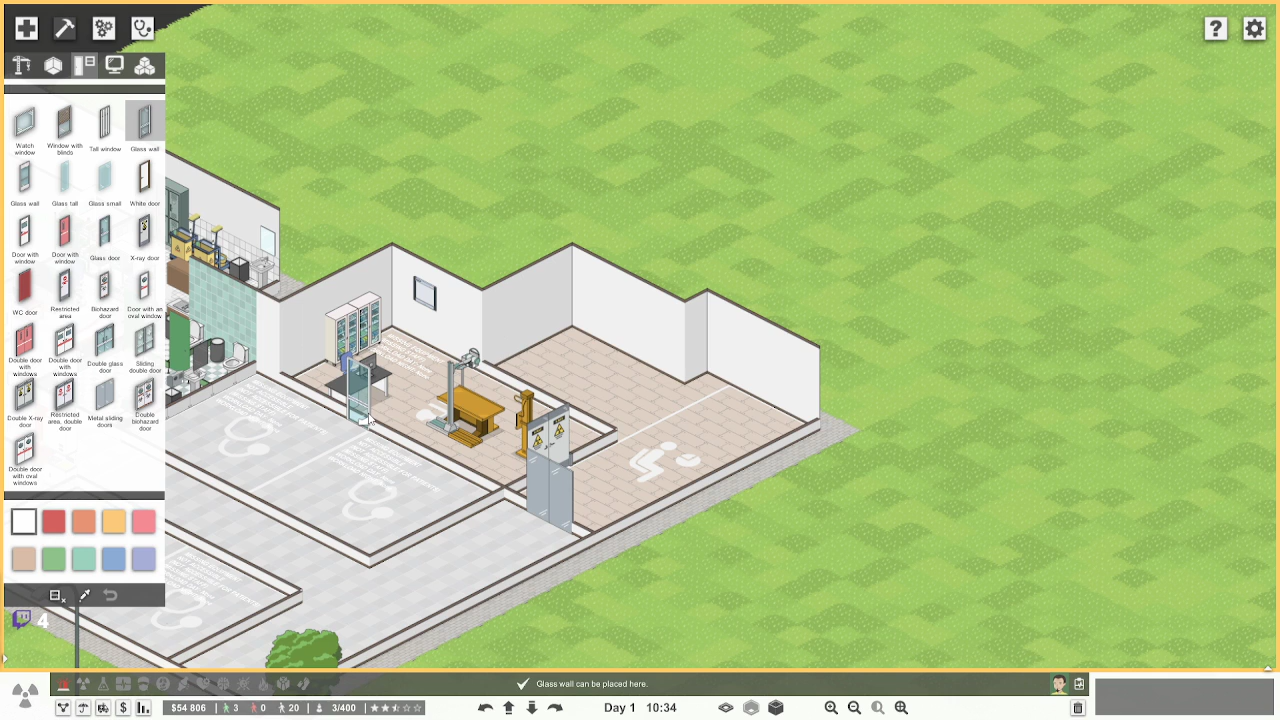 ?
Watch window
Window with blinds
Tall window
Glass wall
Glass wall
Glass tall
Glass small
White door
Door with window
Door with window
Glass door
X-ray door
WC door
Restricted area
Biohazard door
Door with an oval window
Double door with windows
Double door with windows
Double glass door
Sliding double door
Double X-ray door
Restricted area, double door
Metal sliding doors
Double biohazard door
Double door with oval windows
4
Glass wall can be placed here.
$54 806
3
0
20
3/400
Day 1
10:34